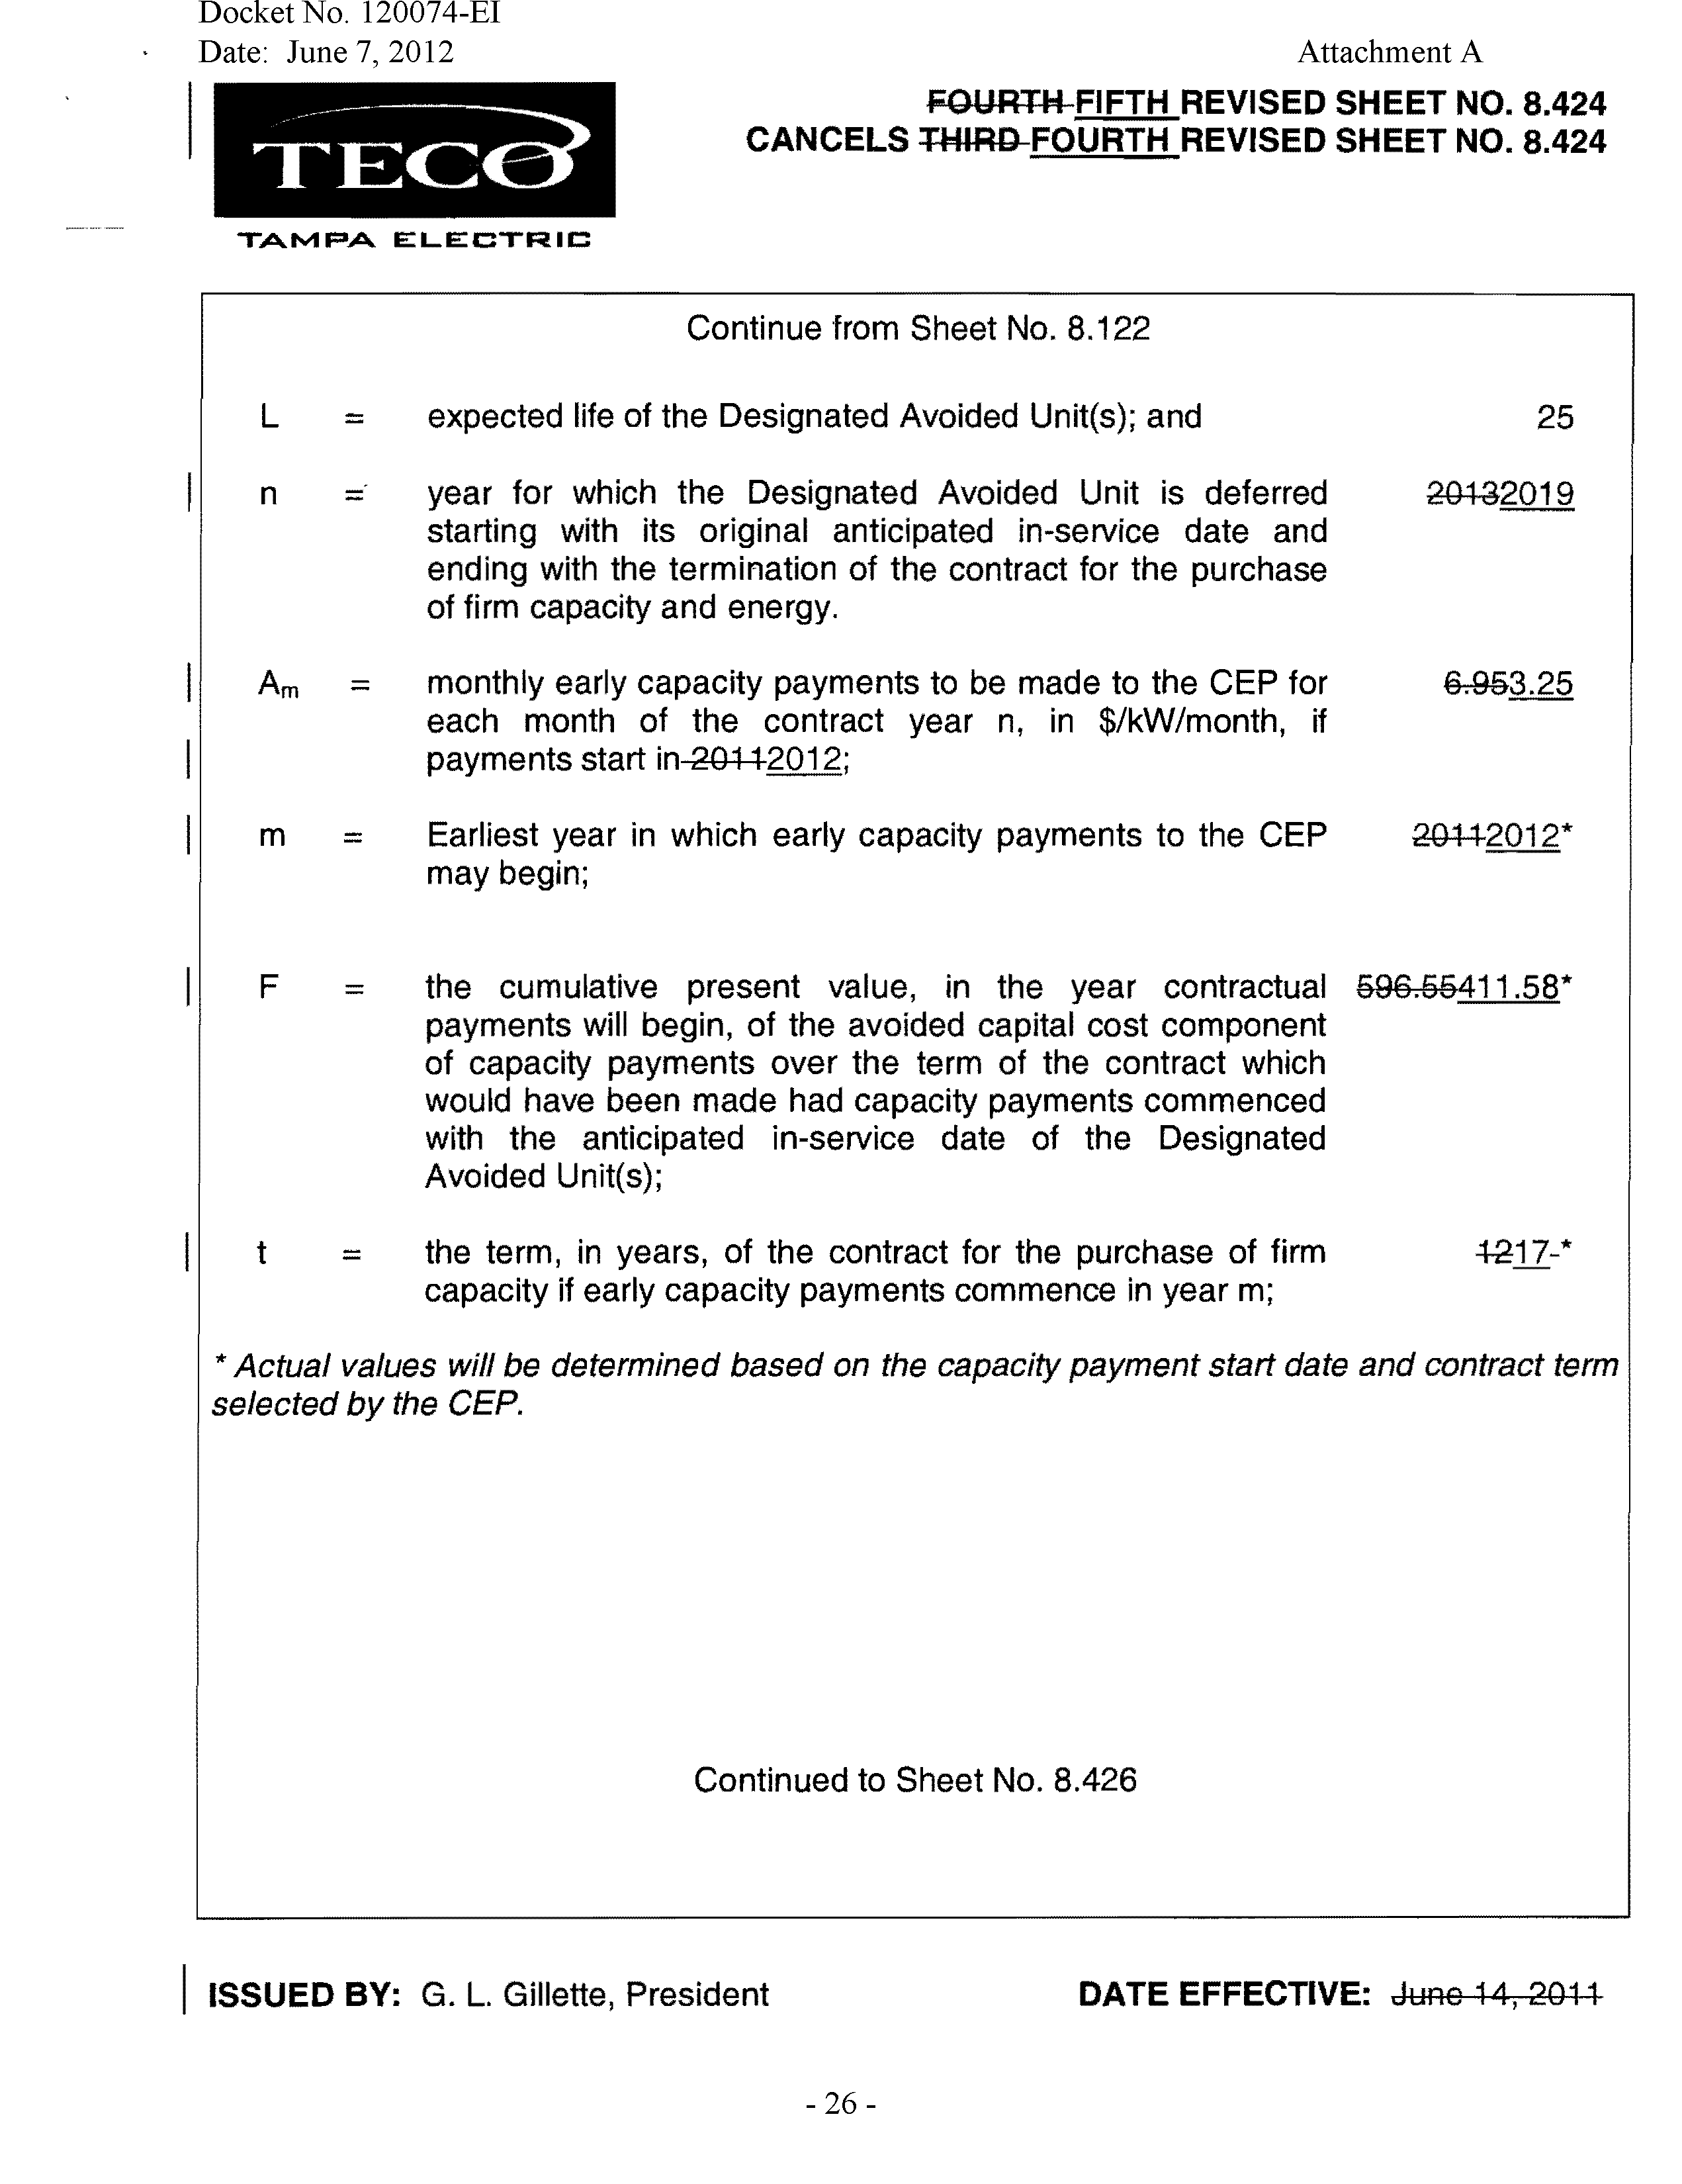 Docket No. 120074-EI
Date: June 7, 2012
Attachment A
FOURTH FIFTH REVISED SHEET NO. 8.424
CANCELS THIRD FOURTH REVISED SHEET NO. 8.424
TECO
TAMPA ELECTRIC
Continue from Sheet No. 8.122
L = expected life of the Designated Avoided Unit(s); and 25
n = year for which the Designated Avoided Unit is deferred 20132019
starting with its original anticipated in-service date and
ending with the termination of the contract for the purchase
of firm capacity and energy.
Am = monthly early capacity payments to be made to the CEP for 6.953.25
each month of the contract year n, in $/kW/month, if
payments start in 20112012;
m = Earliest year in which early capacity payments to the CEP 20112012*
may begin;
F = the cumulative present value, in the year contractual 596.55411.58*
payments will begin, of the avoided capital cost component
of capacity payments over the term of the contract which
would have been made had capacity payments commenced
with the anticipated in-service date of the Designated
Avoided Unit(s);
t = the term, in years, of the contract for the purchase of firm 1217-*
capacity if early capacity payments commence in year m;
* Actual values will be determined based on the capacity payment start date and contract term
selected by the CEP.
Continued to Sheet No. 8.426
ISSUED BY: G. L. Gillette, President
DATE EFFECTIVE: June 14, 2011
- 26 -